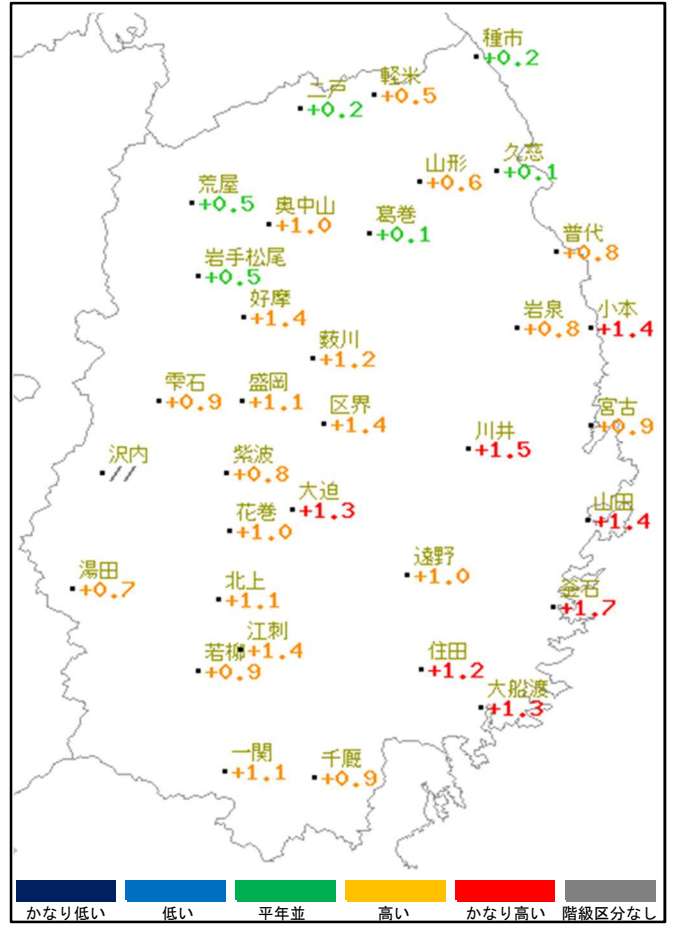 種市
+0.2
軽米
+0.5
二戸
+0.2
久慈
+0.1
山形
+0.6
荒屋
+0.5
奥中山
+1.0
葛巻
+0.1
普代
+0.8
岩手松尾
+0.5
好摩
+1.4
岩泉
+0.8
小本
+1.4
薮川
+1.2
雫石
+0.9
盛岡
+1.1
区界
+1.4
宮古
+0.9
川井
+1.5
沢内
//
紫波
+0.8
大迫
+1.3
山田
+1.4
花巻
+1.0
遠野
+1.0
湯田
+0.7
北上
+1.1
釜石
+1.7
江刺
+1.4
若柳
+0.9
住田
+1.2
大船渡
+1.3
一関
+1.1
千厩
+0.9
かなり低い 低い 平年並 高い かなり高い 階級区分なし